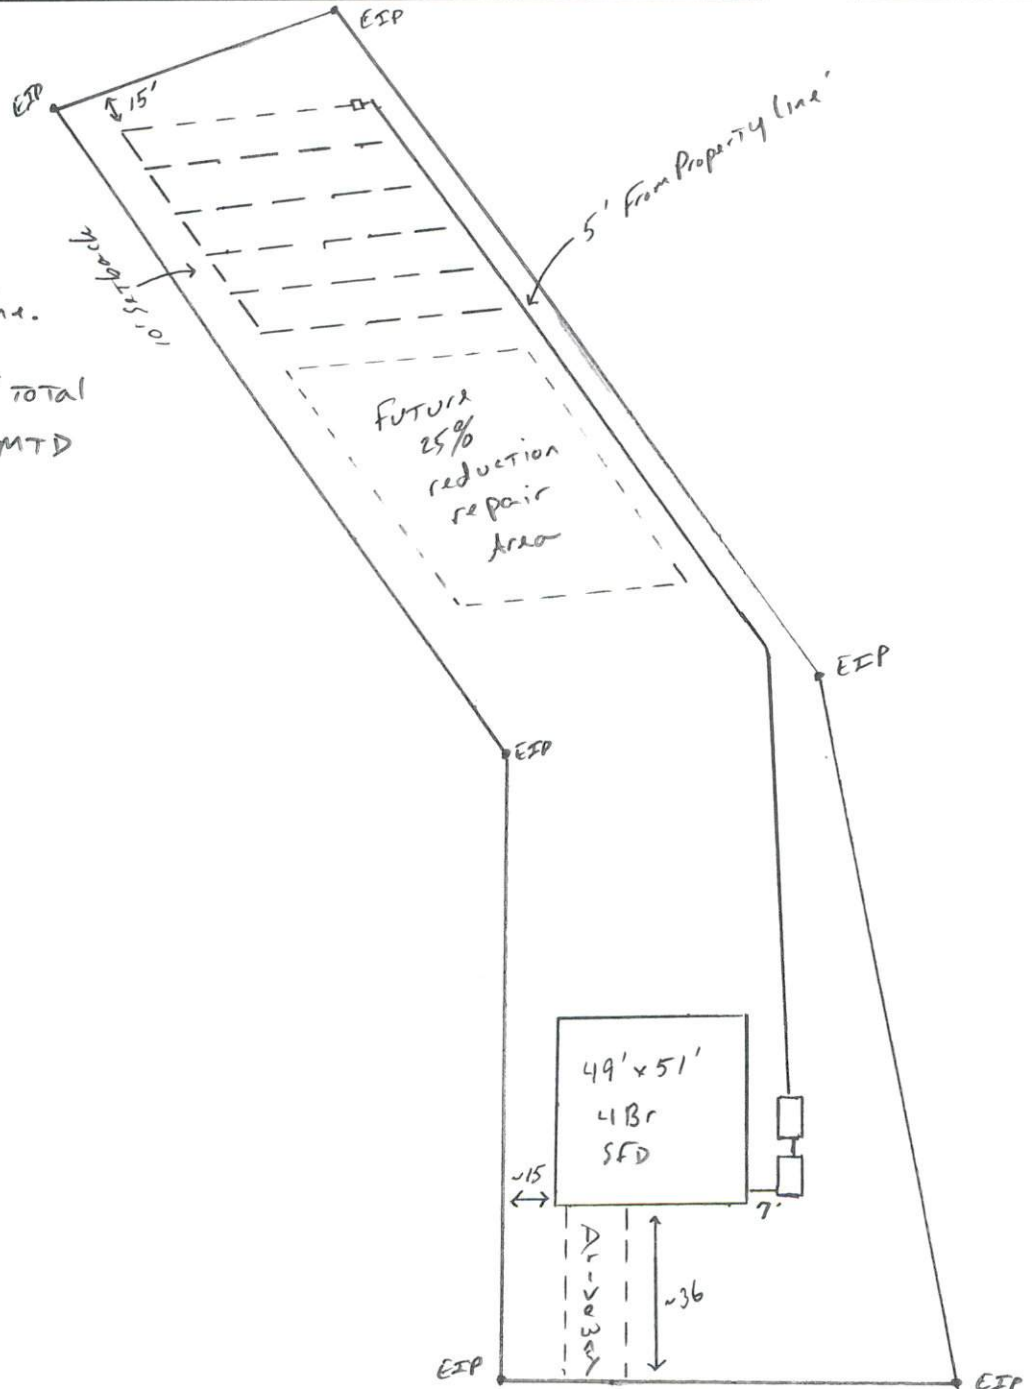 EIP
EIP
15'
5' From Property line'
10' Setback
ne.
Total
MTD
Future
25%
reduction
repair
Area
EIP
EIP
49' x 51'
4 Br
SFD
~15
7'
Driveway
~36
EIP
EIP